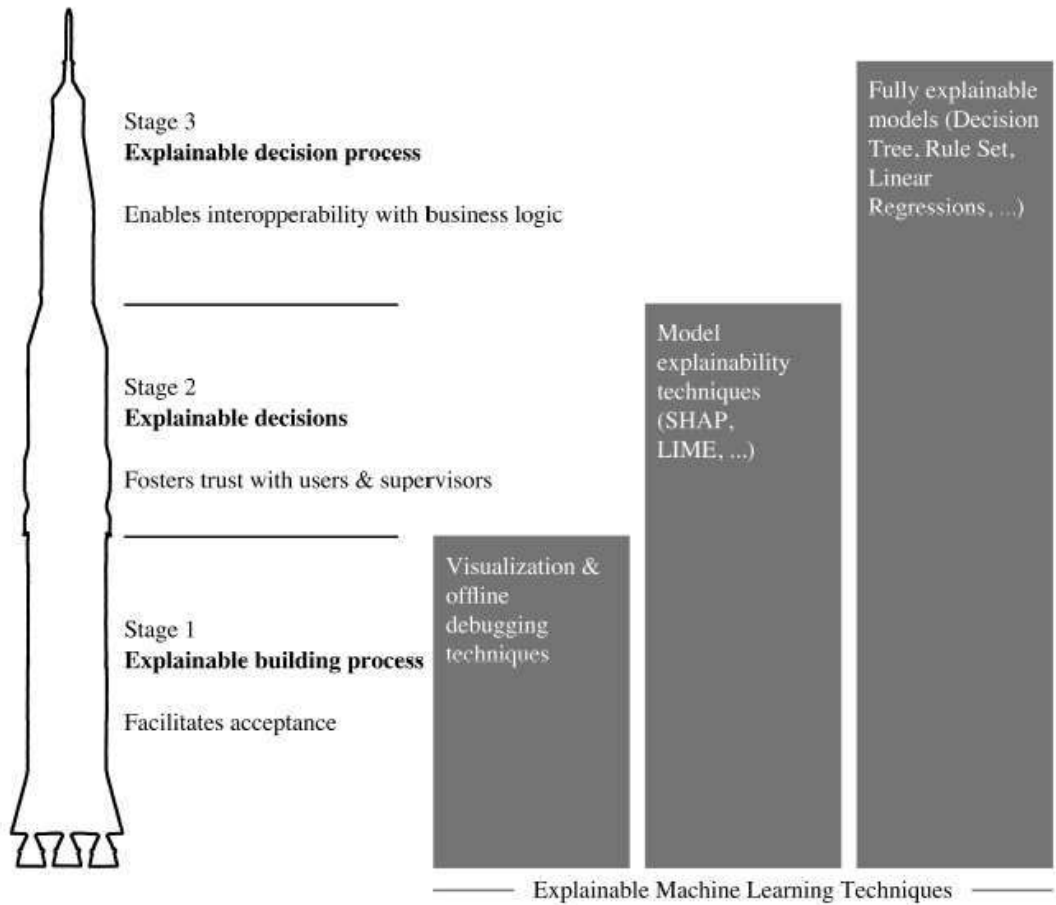 Stage 3
Explainable decision process
Enables interopperability with business logic
Stage 2
Explainable decisions
Fosters trust with users & supervisors
Stage 1
Explainable building process
Facilitates acceptance
Visualization &
offline
debugging
techniques
Model
explainability
techniques
(SHAP,
LIME, ...)
Fully explainable
models (Decision
Tree, Rule Set,
Linear
Regressions, ...)
Explainable Machine Learning Techniques